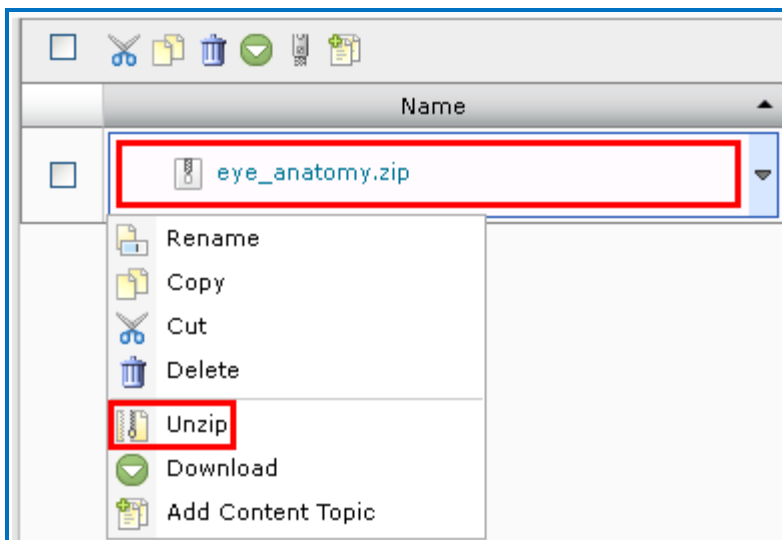 Name
eye_anatomy.zip
Rename
Copy
Cut
Delete
Unzip
Download
Add Content Topic